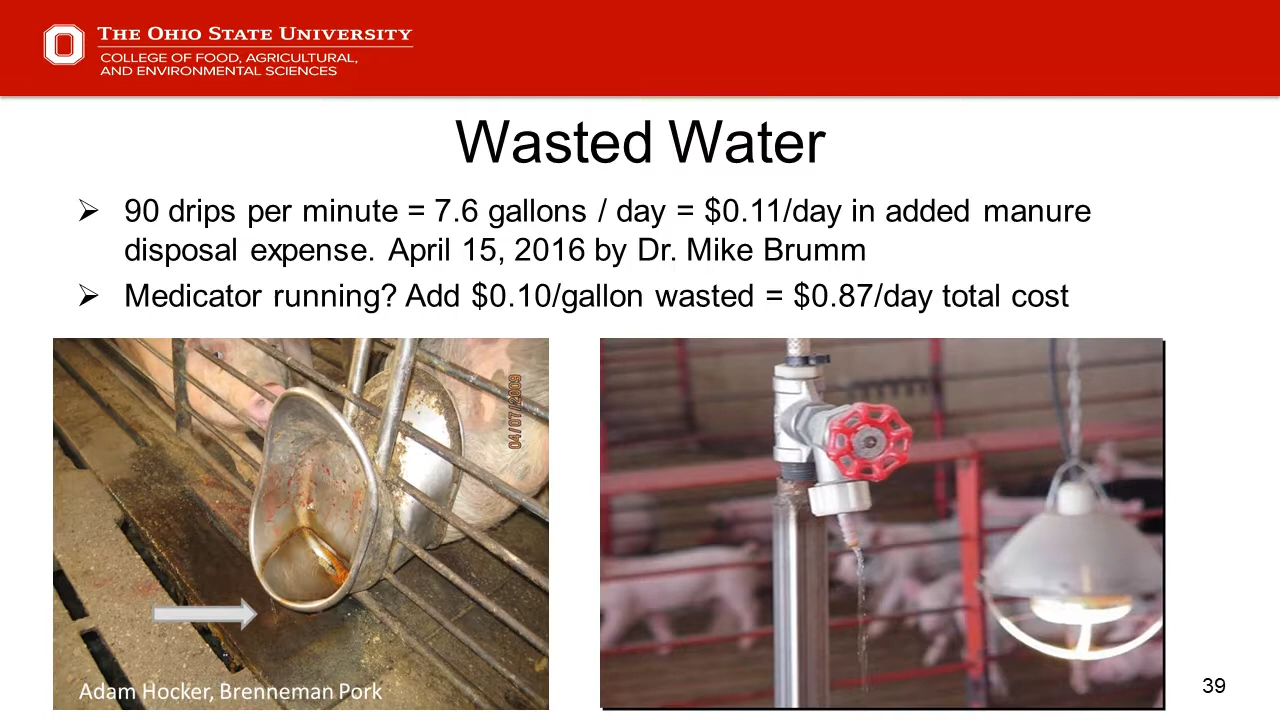 THE OHIO STATE UNIVERSITY
COLLEGE OF FOOD, AGRICULTURAL,
AND ENVIRONMENTAL SCIENCES
Wasted Water
➢ 90 drips per minute = 7.6 gallons / day = $0.11/day in added manure
disposal expense. April 15, 2016 by Dr. Mike Brumm
➢ Medicator running? Add $0.10/gallon wasted = $0.87/day total cost
04/07/2009
Adam Hocker, Brenneman Pork
39